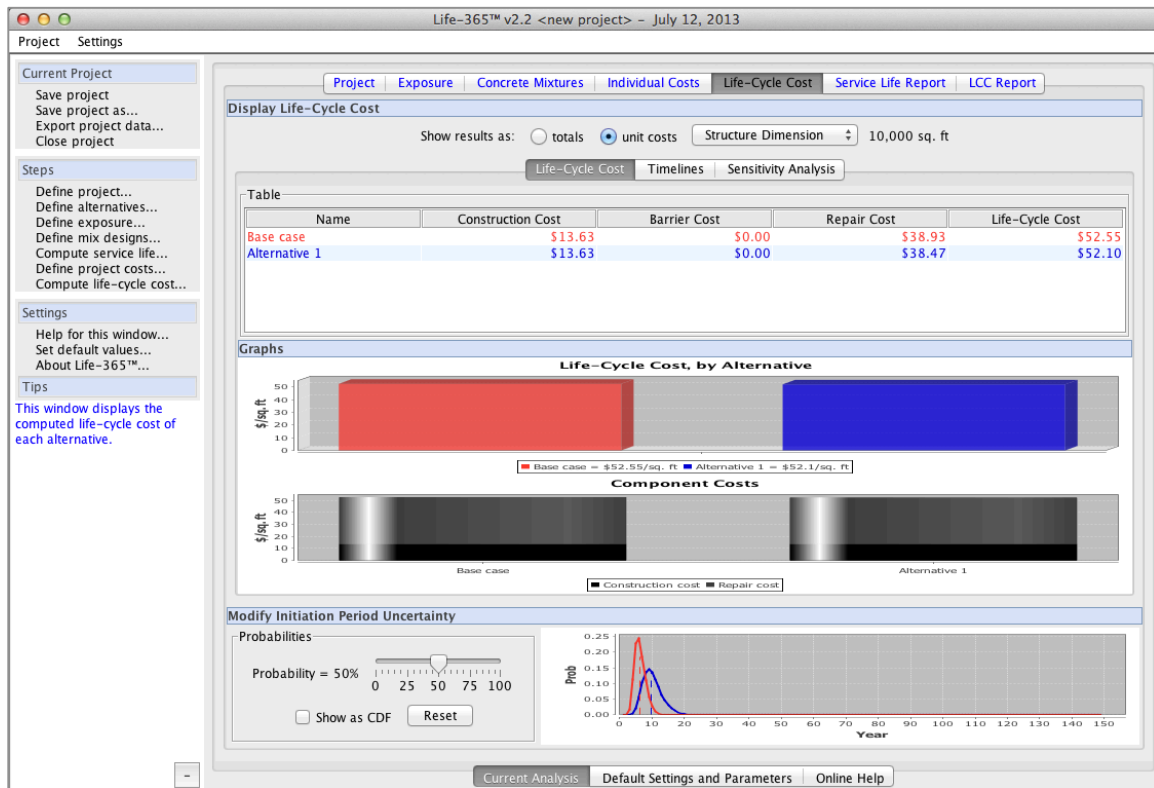 Life-365™ v2.2 <new project> - July 12, 2013
Project Settings
Current Project
Save project
Save project as...
Export project data...
Close project
Steps
Define project...
Define alternatives...
Define exposure...
Define mix designs...
Compute service life...
Define project costs...
Compute life-cycle cost...
Settings
Help for this window...
Set default values...
About Life-365™...
Tips
This window displays the
computed life-cycle cost of
each alternative.
-
Project Exposure Concrete Mixtures Individual Costs Life-Cycle Cost Service Life Report LCC Report
Display Life-Cycle Cost
Show results as: totals unit costs Structure Dimension 10,000 sq. ft
Life-Cycle Cost Timelines Sensitivity Analysis
Table
Name Construction Cost Barrier Cost Repair Cost Life-Cycle Cost
Base case $13.63 $0.00 $38.93 $52.55
Alternative 1 $13.63 $0.00 $38.47 $52.10
Graphs
Life-Cycle Cost, by Alternative
$/sq.ft
50
40
30
20
10
0
Base case = $52.55/sq. ft Alternative 1 = $52.1/sq. ft
Component Costs
$/sq.ft
50
40
30
20
10
0
Base case Alternative 1
Construction cost Repair cost
Modify Initiation Period Uncertainty
Probabilities
Probability = 50%
0 25 50 75 100
Show as CDF Reset
Prob
0.25
0.20
0.15
0.10
0.05
0.00
0 10 20 30 40 50 60 70 80 90 100 110 120 130 140 150
Year
Current Analysis Default Settings and Parameters Online Help